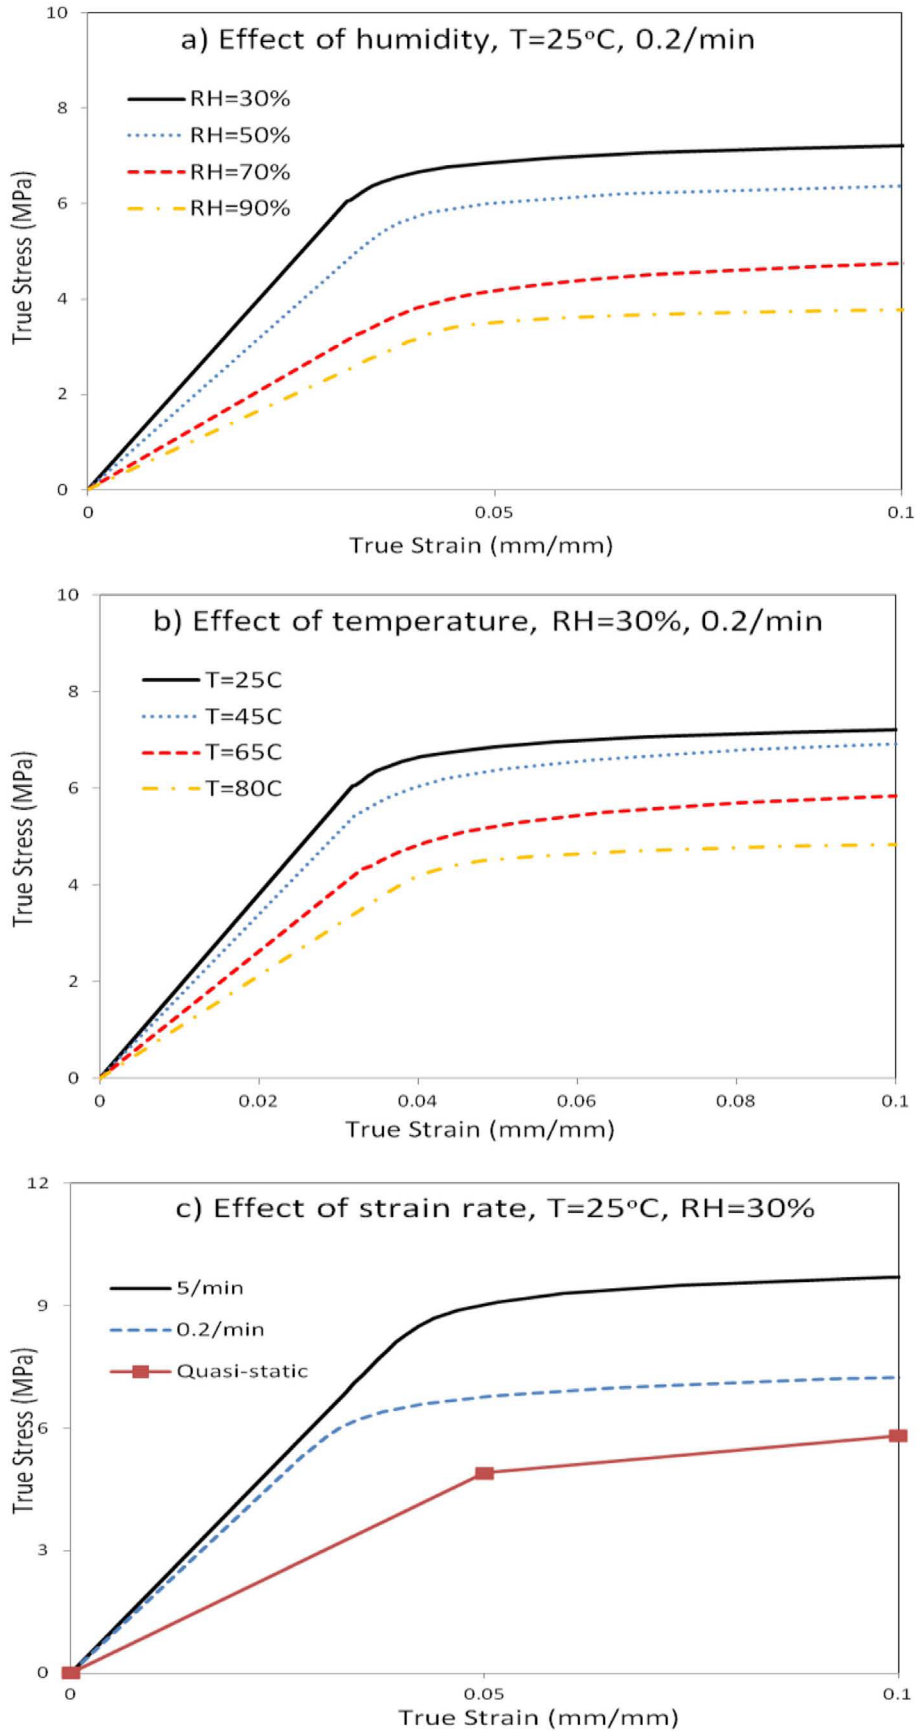 a) Effect of humidity, T=25°C, 0.2/min
10
8
6
4
2
0
True Stress (MPa)
RH=30%
RH=50%
RH=70%
RH=90%
0
0.05
0.1
True Strain (mm/mm)
b) Effect of temperature, RH=30%, 0.2/min
10
8
6
4
2
0
True Stress (MPa)
T=25C
T=45C
T=65C
T=80C
0
0.02
0.04
0.06
0.08
0.1
True Strain (mm/mm)
c) Effect of strain rate, T=25°C, RH=30%
12
9
6
3
0
True Stress (MPa)
5/min
0.2/min
Quasi-static
0
0.05
0.1
True Strain (mm/mm)